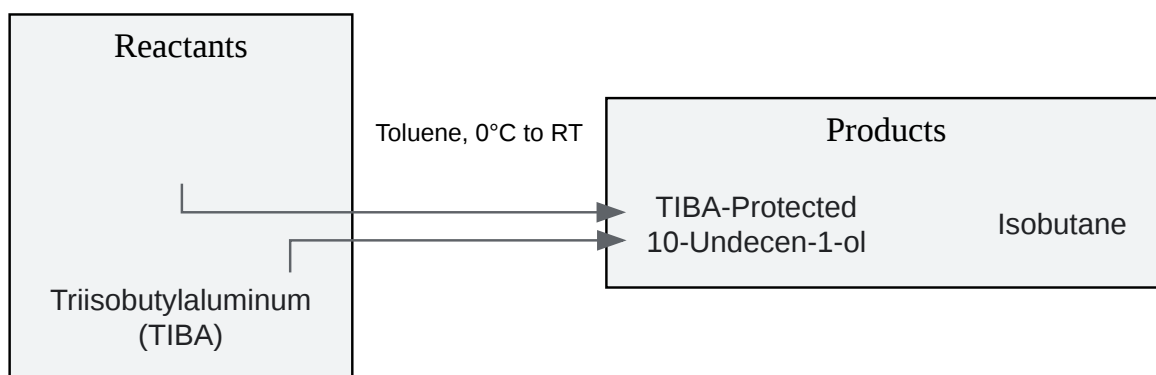 Reactants
Toluene, 0°C to RT
Products
TIBA-Protected
10-Undecen-1-ol
Isobutane
Triisobutylaluminum
(TIBA)